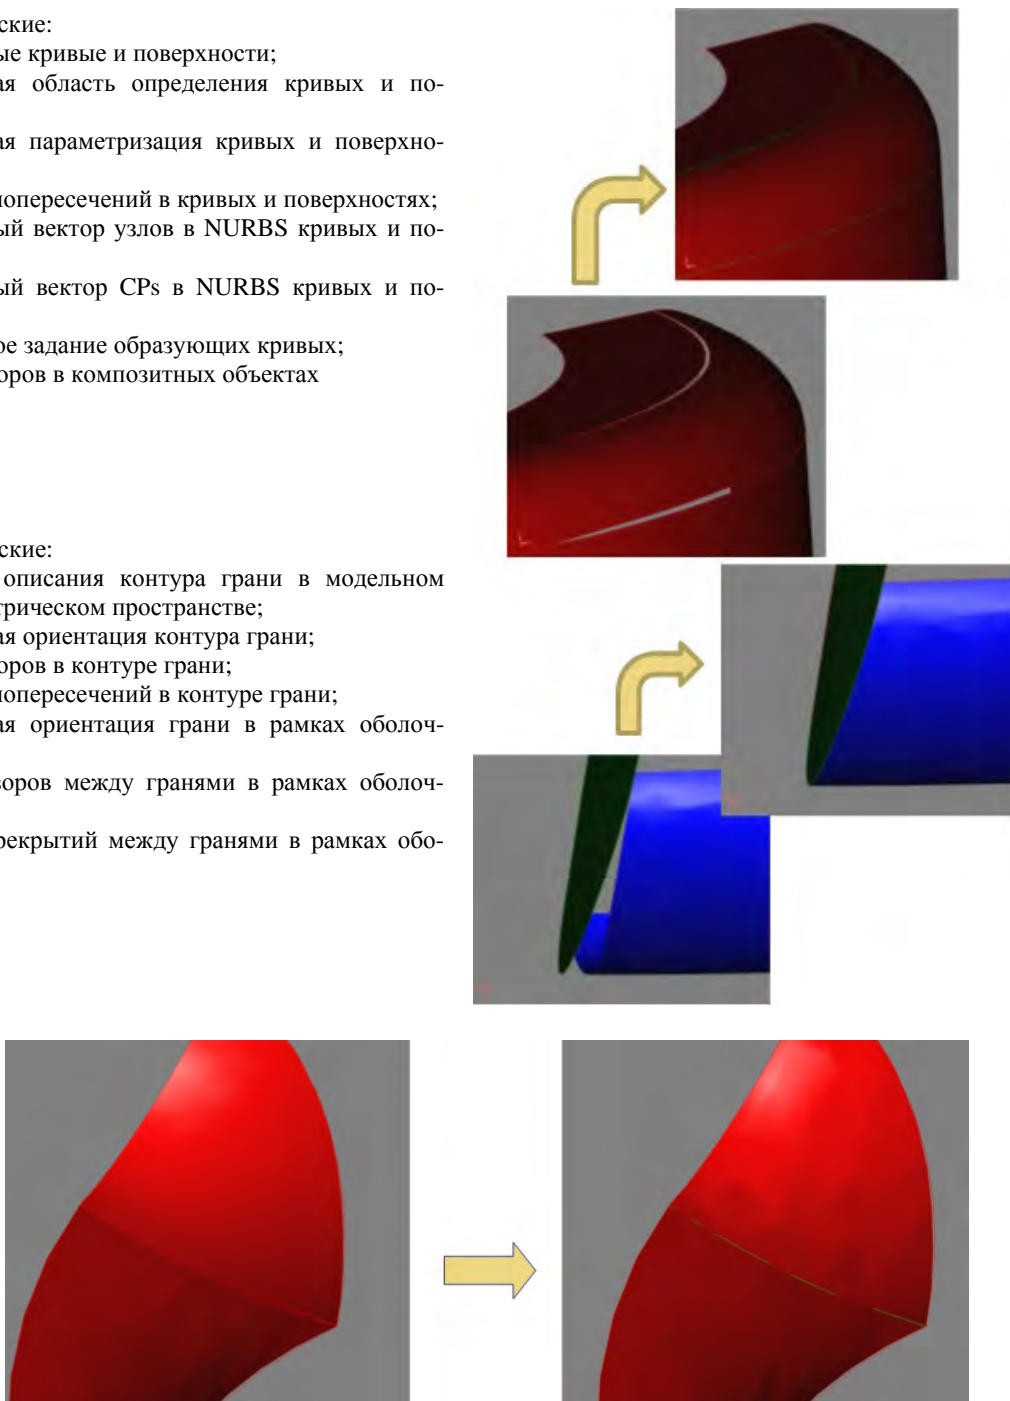 ские:
ые кривые и поверхности;
ая область определения кривых и по-
ая параметризация кривых и поверхно-
опересечений в кривых и поверхностях;
ый вектор узлов в NURBS кривых и по-
ый вектор CPs в NURBS кривых и по-
ое задание образующих кривых;
оров в композитных объектах
ские:
описания контура грани в модельном
трическом пространстве;
ая ориентация контура грани;
оров в контуре грани;
опересечений в контуре грани;
ая ориентация грани в рамках оболоч-
воров между гранями в рамках оболоч-
рекрытий между гранями в рамках обо-